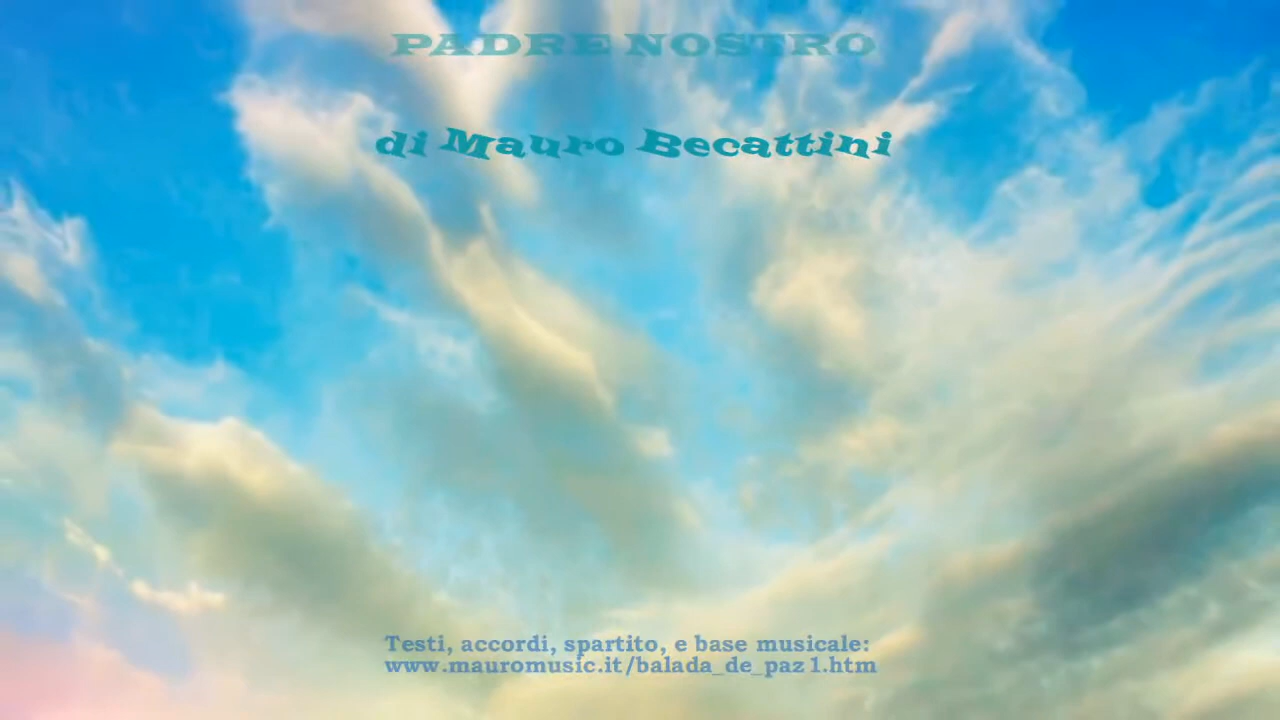 PADRE NOSTRO
di Mauro Becattini
Testi, accordi, spartito, e base musicale:
www.mauromusic.it/balada_de_paz1.htm